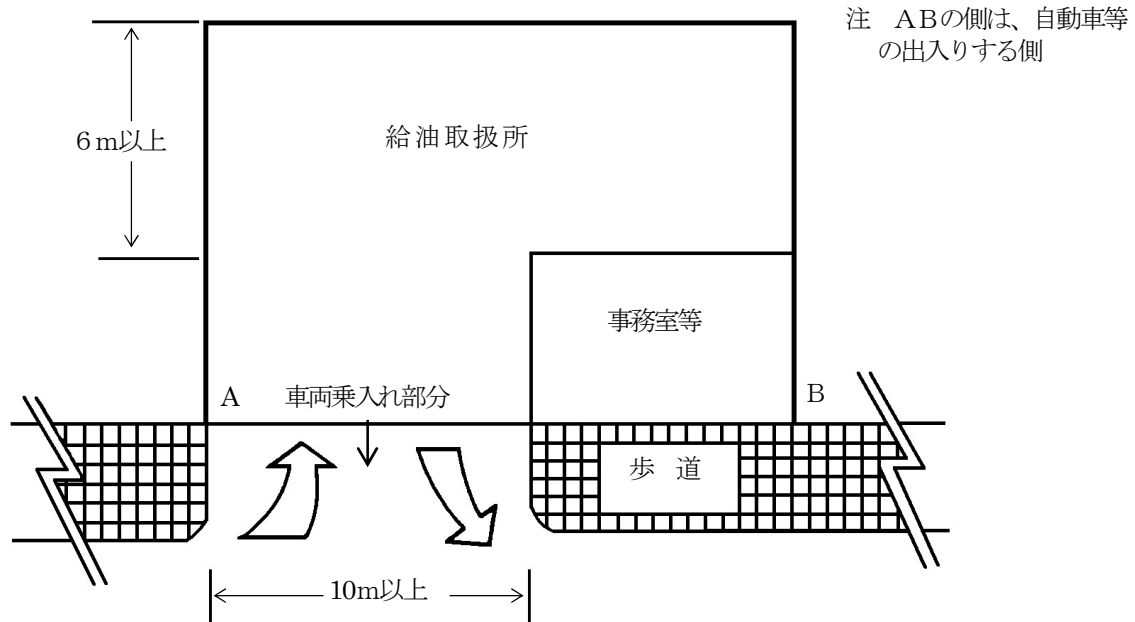 注　ＡＢの側は、自動車等
の出入りする側
６ｍ以上
給油取扱所
事務室等
Ａ
車両乗入れ部分
Ｂ
歩　道
10ｍ以上